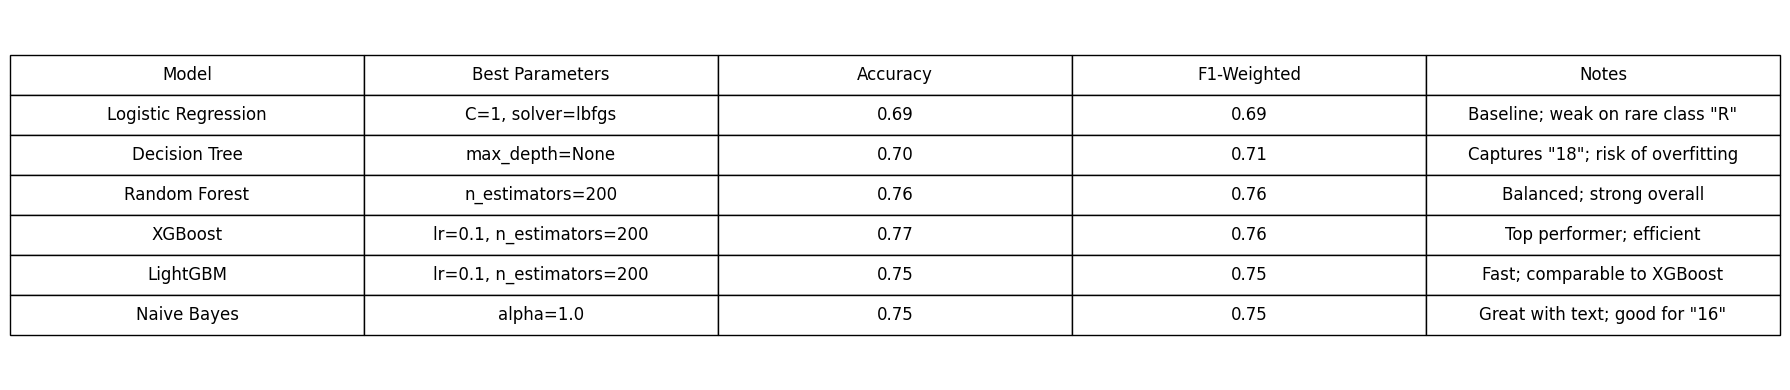 Model Best Parameters Accuracy F1-Weighted Notes
Logistic Regression C=1, solver=lbfgs 0.69 0.69 Baseline; weak on rare class "R"
Decision Tree max_depth=None 0.70 0.71 Captures "18"; risk of overfitting
Random Forest n_estimators=200 0.76 0.76 Balanced; strong overall
XGBoost lr=0.1, n_estimators=200 0.77 0.76 Top performer; efficient
LightGBM lr=0.1, n_estimators=200 0.75 0.75 Fast; comparable to XGBoost
Naive Bayes alpha=1.0 0.75 0.75 Great with text; good for "16"